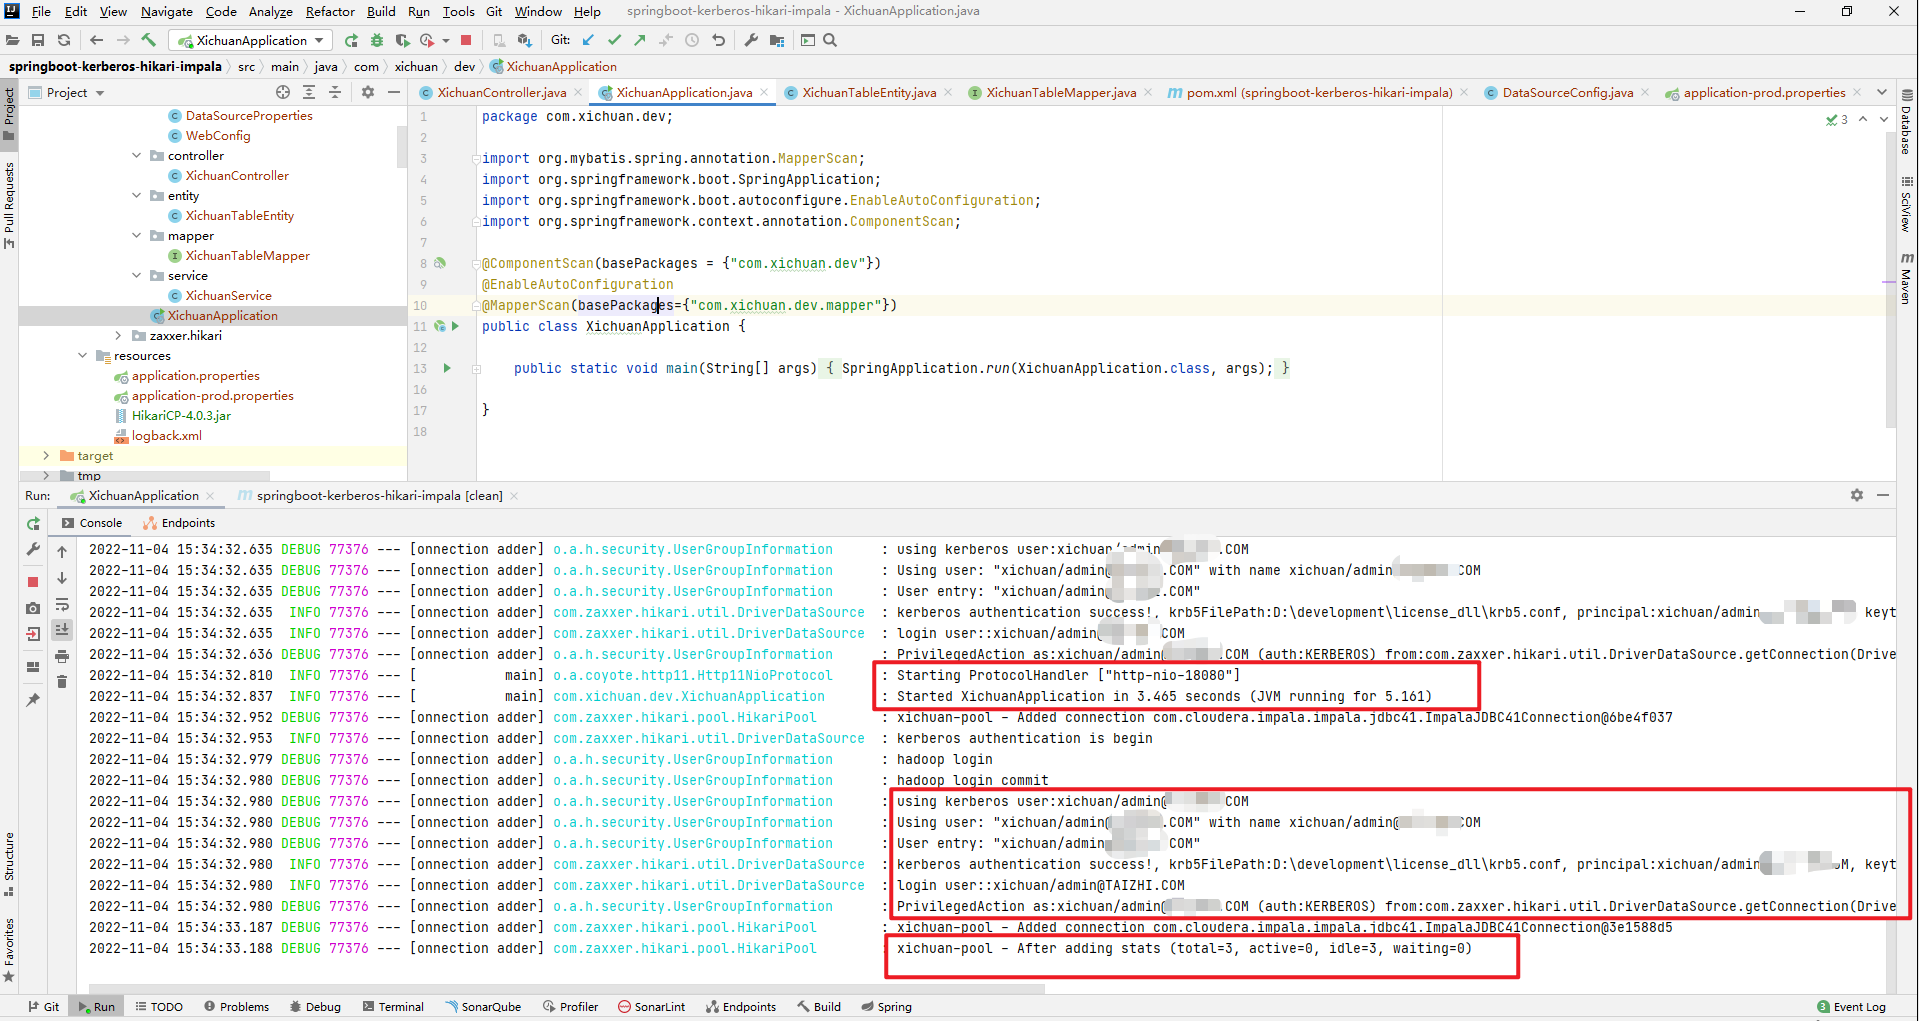 File Edit View Navigate Code Analyze Refactor Build Run Tools Git Window Help springboot-kerberos-hikari-impala - XichuanApplication.java
XichuanApplication Git:
springboot-kerberos-hikari-impala src main java com xichuan dev XichuanApplication
Project
XichuanController.java XichuanApplication.java XichuanTableEntity.java XichuanTableMapper.java pom.xml (springboot-kerberos-hikari-impala) DataSourceConfig.java application-prod.properties
Project
Pull Requests
Structure
Favorites
DataSourceProperties
WebConfig
controller
XichuanController
entity
XichuanTableEntity
mapper
XichuanTableMapper
service
XichuanService
XichuanApplication
zaxxer.hikari
resources
application.properties
application-prod.properties
HikariCP-4.0.3.jar
logback.xml
target
tmp
3
1 package com.xichuan.dev;
2
3 import org.mybatis.spring.annotation.MapperScan;
4 import org.springframework.boot.SpringApplication;
5 import org.springframework.boot.autoconfigure.EnableAutoConfiguration;
6 import org.springframework.context.annotation.ComponentScan;
7
8 @ComponentScan(basePackages = {"com.xichuan.dev"})
9 @EnableAutoConfiguration
10 @MapperScan(basePackages={"com.xichuan.dev.mapper"})
11 public class XichuanApplication {
12
13 public static void main(String[] args) { SpringApplication.run(XichuanApplication.class, args); }
16
17 }
18
Database
SciView
Maven
Run: XichuanApplication springboot-kerberos-hikari-impala [clean]
Console Endpoints
2022-11-04 15:34:32.635 DEBUG 77376 --- [onnection adder] o.a.h.security.UserGroupInformation : using kerberos user:xichuan/admin .COM
2022-11-04 15:34:32.635 DEBUG 77376 --- [onnection adder] o.a.h.security.UserGroupInformation : Using user: "xichuan/admin@ .COM" with name xichuan/admin COM
2022-11-04 15:34:32.635 DEBUG 77376 --- [onnection adder] o.a.h.security.UserGroupInformation : User entry: "xichuan/admin@ .COM"
2022-11-04 15:34:32.635 INFO 77376 --- [onnection adder] com.zaxxer.hikari.util.DriverDataSource : kerberos authentication success!, krb5FilePath:D:\development\license_dll\krb5.conf, principal:xichuan/admin keyt
2022-11-04 15:34:32.635 INFO 77376 --- [onnection adder] com.zaxxer.hikari.util.DriverDataSource : login user::xichuan/admin@ COM
2022-11-04 15:34:32.636 DEBUG 77376 --- [onnection adder] o.a.h.security.UserGroupInformation : PrivilegedAction as:xichuan/admin@ .COM (auth:KERBEROS) from:com.zaxxer.hikari.util.DriverDataSource.getConnection(Drive
2022-11-04 15:34:32.810 INFO 77376 --- [ main] o.a.coyote.http11.Http11NioProtocol : Starting ProtocolHandler ["http-nio-18080"]
2022-11-04 15:34:32.837 INFO 77376 --- [ main] com.xichuan.dev.XichuanApplication : Started XichuanApplication in 3.465 seconds (JVM running for 5.161)
2022-11-04 15:34:32.952 DEBUG 77376 --- [onnection adder] com.zaxxer.hikari.pool.HikariPool : xichuan-pool - Added connection com.cloudera.impala.impala.jdbc41.ImpalaJDBC41Connection@6be4f037
2022-11-04 15:34:32.953 INFO 77376 --- [onnection adder] com.zaxxer.hikari.util.DriverDataSource : kerberos authentication is begin
2022-11-04 15:34:32.979 DEBUG 77376 --- [onnection adder] o.a.h.security.UserGroupInformation : hadoop login
2022-11-04 15:34:32.980 DEBUG 77376 --- [onnection adder] o.a.h.security.UserGroupInformation : hadoop login commit
2022-11-04 15:34:32.980 DEBUG 77376 --- [onnection adder] o.a.h.security.UserGroupInformation : using kerberos user:xichuan/admin@ COM
2022-11-04 15:34:32.980 DEBUG 77376 --- [onnection adder] o.a.h.security.UserGroupInformation : Using user: "xichuan/admin@ .COM" with name xichuan/admin@ COM
2022-11-04 15:34:32.980 DEBUG 77376 --- [onnection adder] o.a.h.security.UserGroupInformation : User entry: "xichuan/admin@ COM"
2022-11-04 15:34:32.980 INFO 77376 --- [onnection adder] com.zaxxer.hikari.util.DriverDataSource : kerberos authentication success!, krb5FilePath:D:\development\license_dll\krb5.conf, principal:xichuan/admin M, keyt
2022-11-04 15:34:32.980 INFO 77376 --- [onnection adder] com.zaxxer.hikari.util.DriverDataSource : login user::xichuan/admin@TAIZHI.COM
2022-11-04 15:34:32.980 DEBUG 77376 --- [onnection adder] o.a.h.security.UserGroupInformation : PrivilegedAction as:xichuan/admin@ .COM (auth:KERBEROS) from:com.zaxxer.hikari.util.DriverDataSource.getConnection(Drive
2022-11-04 15:34:33.187 DEBUG 77376 --- [onnection adder] com.zaxxer.hikari.pool.HikariPool : xichuan-pool - Added connection com.cloudera.impala.impala.jdbc41.ImpalaJDBC41Connection@3e1588d5
2022-11-04 15:34:33.188 DEBUG 77376 --- [onnection adder] com.zaxxer.hikari.pool.HikariPool : xichuan-pool - After adding stats (total=3, active=0, idle=3, waiting=0)
Git Run TODO Problems Debug Terminal SonarQube Profiler SonarLint Endpoints Build Spring 3 Event Log